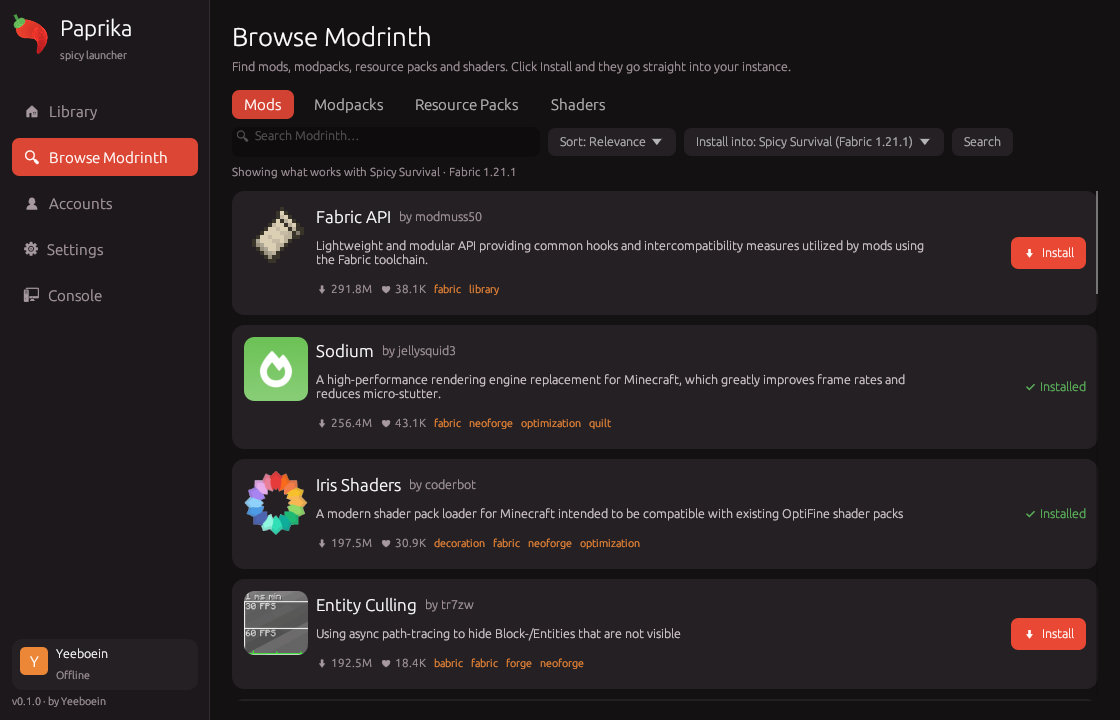 Paprika
spicy launcher
Library
Browse Modrinth
Accounts
Settings
Console
Y
Yeeboein
Offline
v0.1.0 · by Yeeboein
Browse Modrinth
Find mods, modpacks, resource packs and shaders. Click Install and they go straight into your instance.
Mods Modpacks Resource Packs Shaders
Search Modrinth... Sort: Relevance Install into: Spicy Survival (Fabric 1.21.1) Search
Showing what works with Spicy Survival · Fabric 1.21.1
Fabric API by modmuss50
Lightweight and modular API providing common hooks and intercompatibility measures utilized by mods using
the Fabric toolchain.
Install
291.8M 38.1K fabric library
Sodium by jellysquid3
A high-performance rendering engine replacement for Minecraft, which greatly improves frame rates and
reduces micro-stutter.
✓ Installed
256.4M 43.1K fabric neoforge optimization quilt
Iris Shaders by coderbot
A modern shader pack loader for Minecraft intended to be compatible with existing OptiFine shader packs
✓ Installed
197.5M 30.9K decoration fabric neoforge optimization
1 ms min
30 FPS
60 FPS
Entity Culling by tr7zw
Using async path-tracing to hide Block-/Entities that are not visible
Install
192.5M 18.4K babric fabric forge neoforge